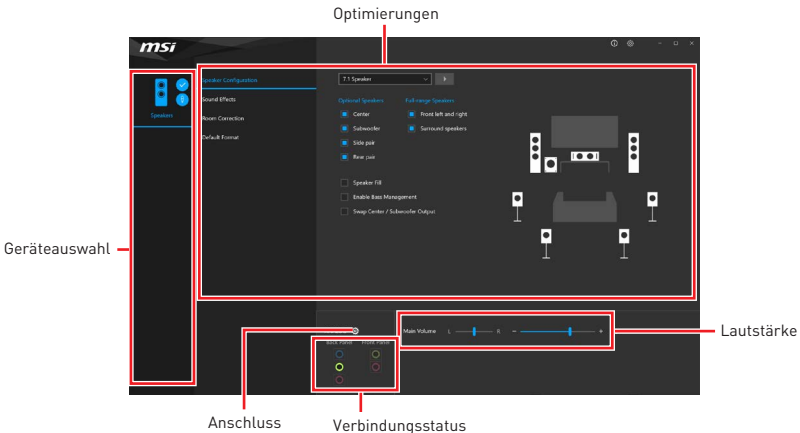 Optimierungen
msi
Speakers
Speaker Configuration
Sound Effects
Room Correction
Default Format
7.1 Speaker
Optional Speakers
Full-range Speakers
Center
Front left and right
Subwoofer
Surround speakers
Side pair
Rear pair
Speaker Fill
Enable Bass Management
Swap Center / Subwoofer Output
Geräteauswahl
Main Volume
L
R
Lautstärke
Back Panel
Front Panel
Anschluss
Verbindungsstatus